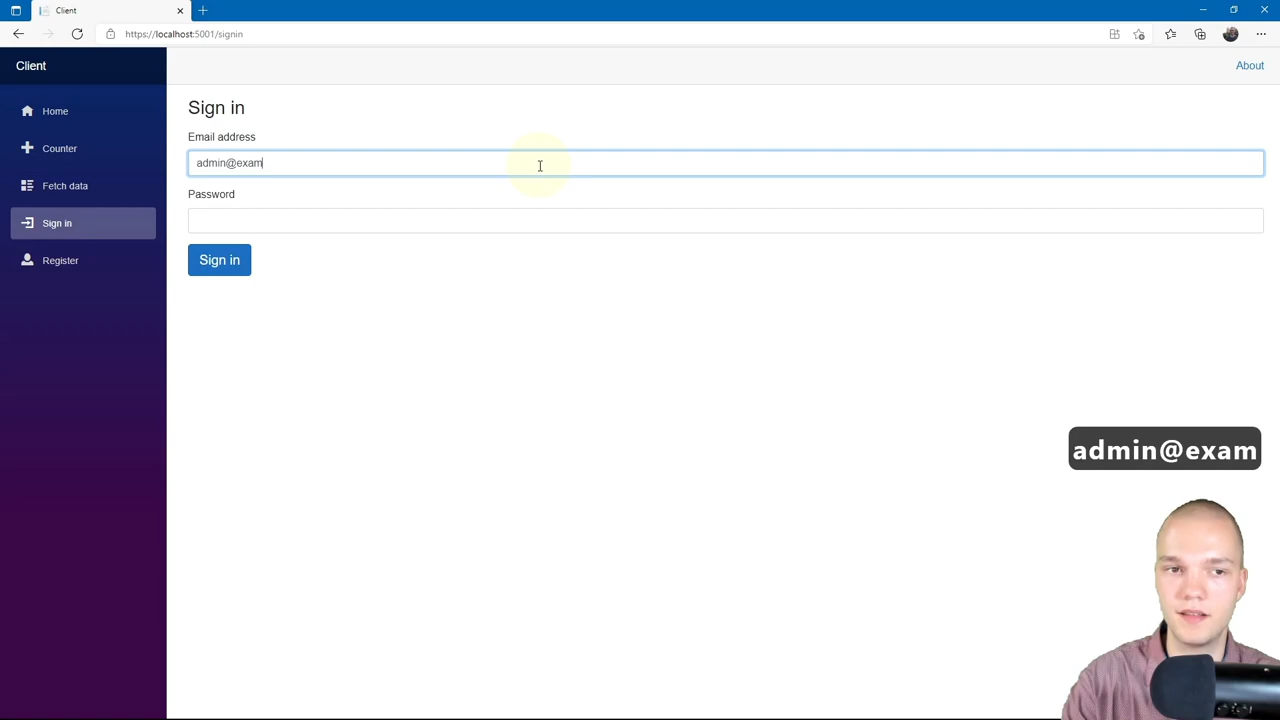 Client
https://localhost:5001/signin
Client
About
Home
Counter
Fetch data
Sign in
Register
Sign in
Email address
admin@exam
Password
Sign in
admin@exam